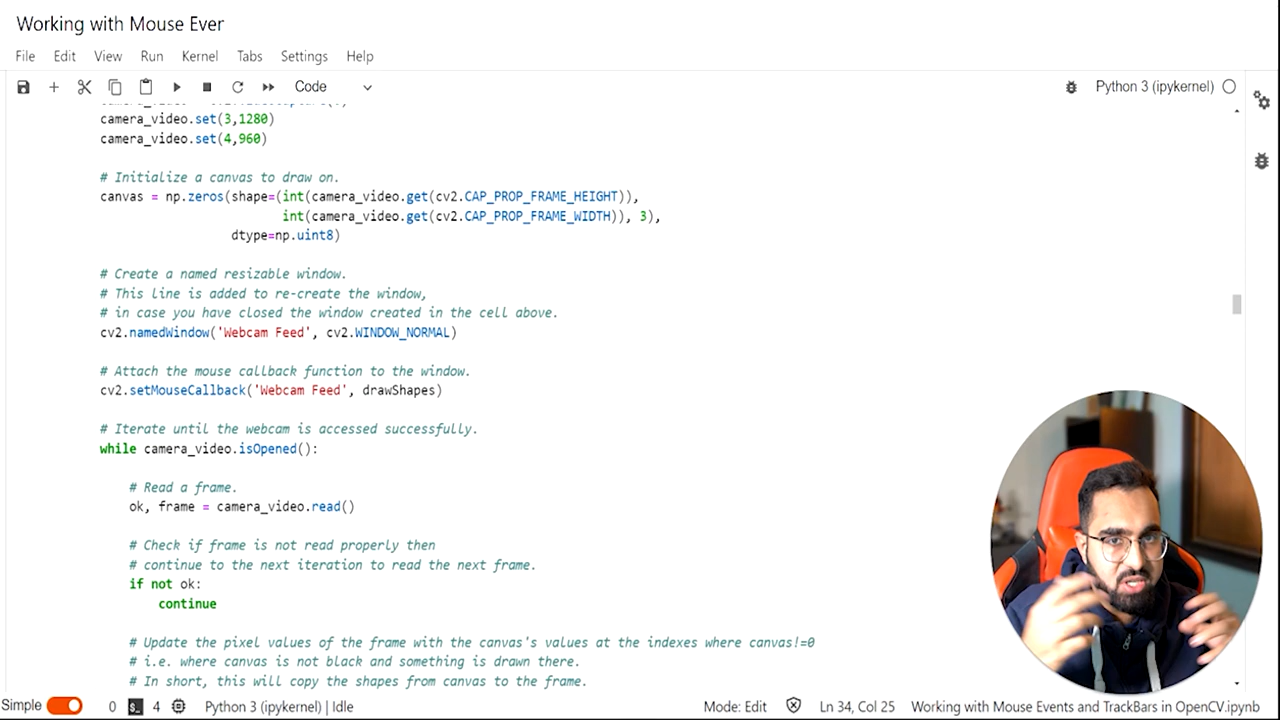 Working with Mouse Ever
File Edit View Run Kernel Tabs Settings Help
Code Python 3 (ipykernel)
camera_video.set(3,1280)
camera_video.set(4,960)
# Initialize a canvas to draw on.
canvas = np.zeros(shape=(int(camera_video.get(cv2.CAP_PROP_FRAME_HEIGHT)),
int(camera_video.get(cv2.CAP_PROP_FRAME_WIDTH)), 3),
dtype=np.uint8)
# Create a named resizable window.
# This line is added to re-create the window,
# in case you have closed the window created in the cell above.
cv2.namedWindow('Webcam Feed', cv2.WINDOW_NORMAL)
# Attach the mouse callback function to the window.
cv2.setMouseCallback('Webcam Feed', drawShapes)
# Iterate until the webcam is accessed successfully.
while camera_video.isOpened():
# Read a frame.
ok, frame = camera_video.read()
# Check if frame is not read properly then
# continue to the next iteration to read the next frame.
if not ok:
continue
# Update the pixel values of the frame with the canvas's values at the indexes where canvas!=0
# i.e. where canvas is not black and something is drawn there.
# In short, this will copy the shapes from canvas to the frame.
Simple 0 $_ 4 Python 3 (ipykernel) | Idle Mode: Edit Ln 34, Col 25 Working with Mouse Events and TrackBars in OpenCV.ipynb